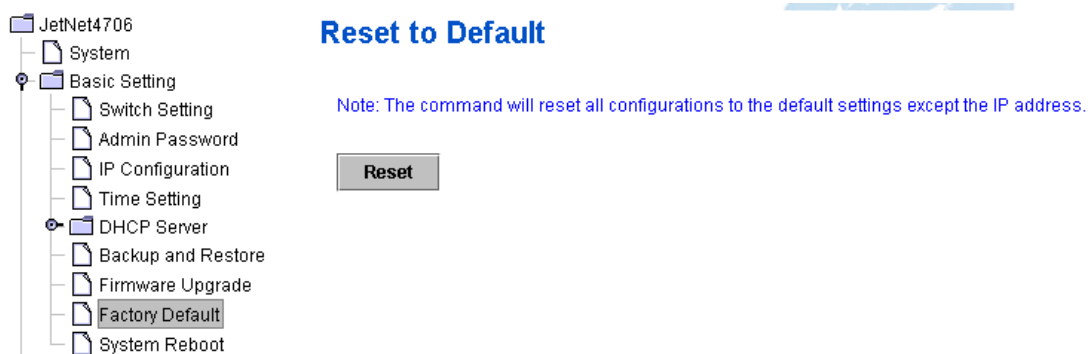 JetNet4706
System
Basic Setting
Switch Setting
Admin Password
IP Configuration
Time Setting
DHCP Server
Backup and Restore
Firmware Upgrade
Factory Default
System Reboot
Reset to Default
Note: The command will reset all configurations to the default settings except the IP address.
Reset